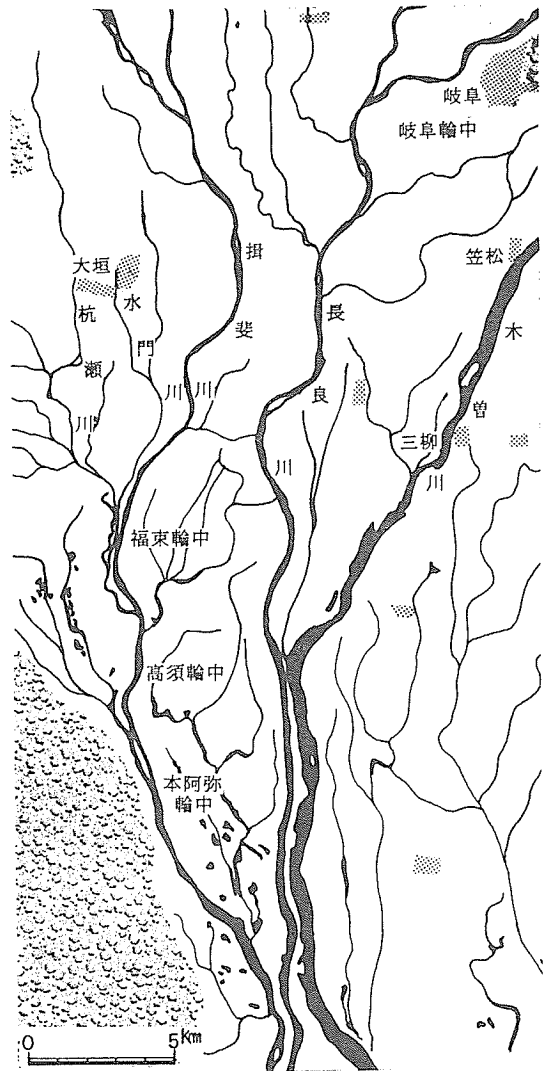 岐阜
岐阜輪中
笠松
大垣
杭瀬川
水門川
揖斐川
長良川
木曽川
三柳
福束輪中
高須輪中
本阿弥
輪中
0 5Km